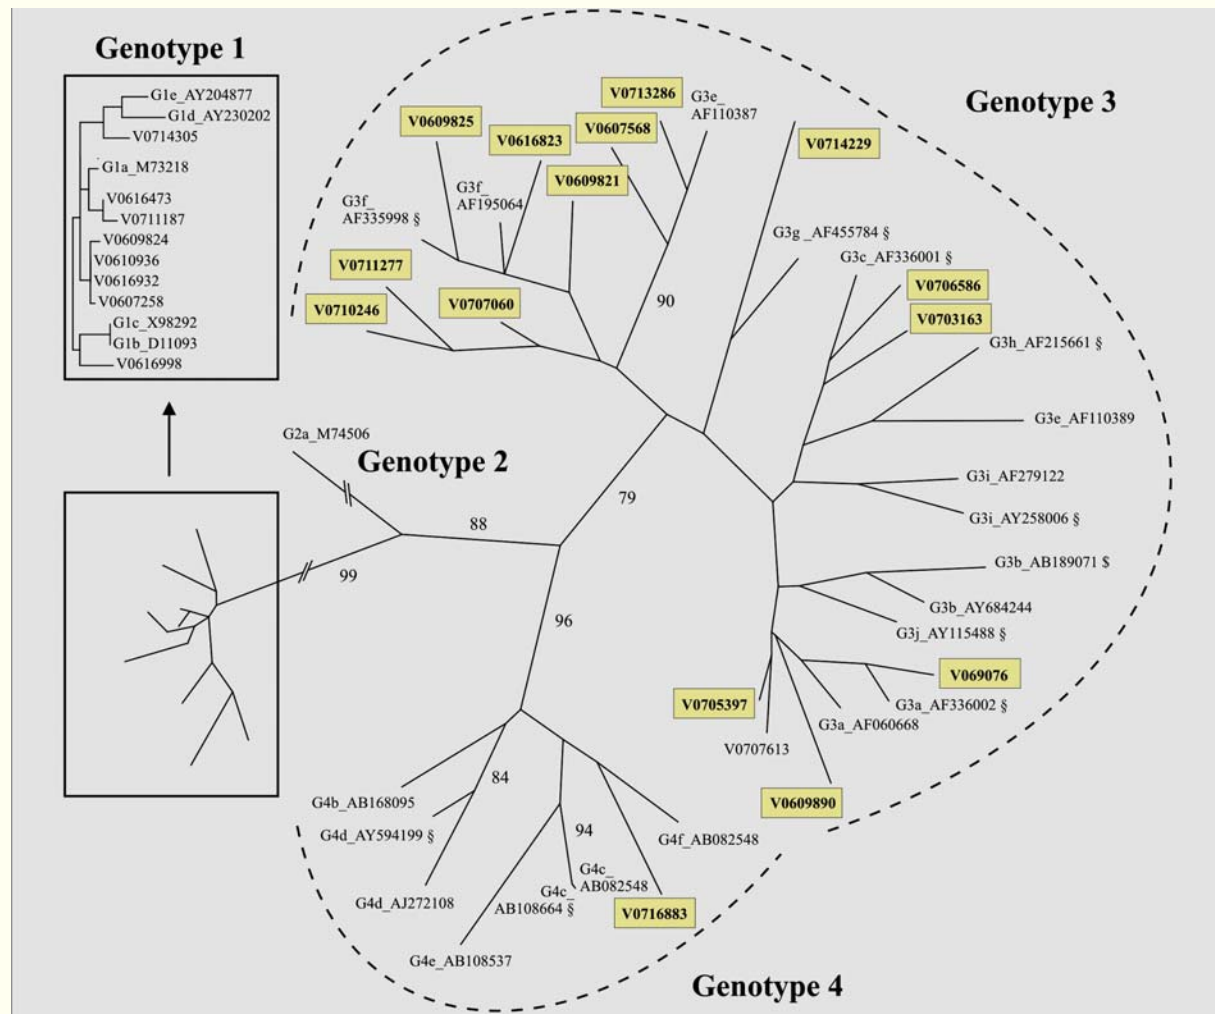 Genotype 1
G1e_AY204877
G1d_AY230202
V0714305
G1a_M73218
V0616473
V0711187
V0609824
V0610936
V0616932
V0607258
G1c_X98292
G1b_D11093
V0616998
Genotype 3
V0713286
G3e_
AF110387
V0609825
V0607568
V0616823
V0714229
V0609821
G3f_
AF195064
G3f_
AF335998 §
G3g _AF455784 §
G3c_AF336001 §
V0711277
V0706586
V0710246
V0707060
90
V0703163
G3h_AF215661 §
G3e_AF110389
G2a_M74506
Genotype 2
G3i_AF279122
79
G3i_AY258006 §
88
99
G3b_AB189071 $
G3b_AY684244
96
G3j_AY115488 §
V069076
V0705397
G3a_AF336002 §
G3a_AF060668
V0707613
84
G4b_AB168095
V0609890
94
G4d_AY594199 §
G4f_AB082548
G4c_
AB082548
G4c_
AB108664 §
G4d_AJ272108
V0716883
G4e_AB108537
Genotype 4